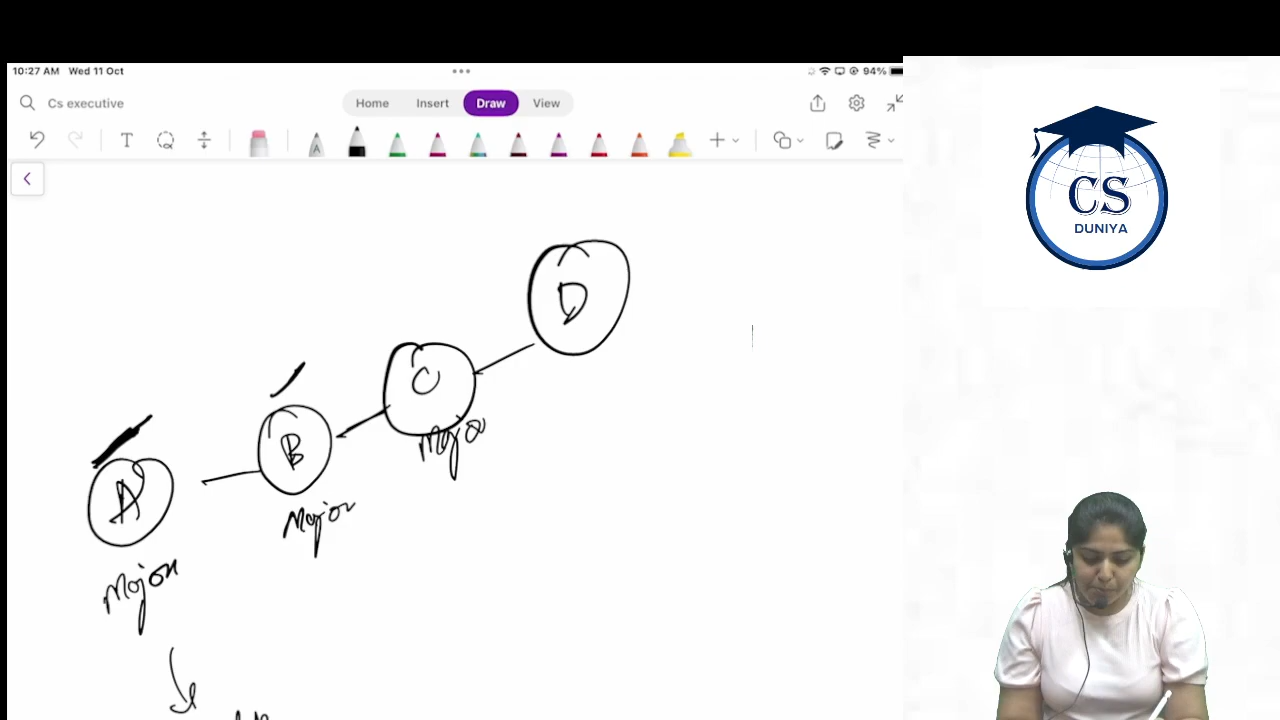 10:27 AM Wed 11 Oct
94%
Cs executive
Home Insert Draw View
T
A
CS
DUNIYA
D
C
Major
B
Major
A
Major